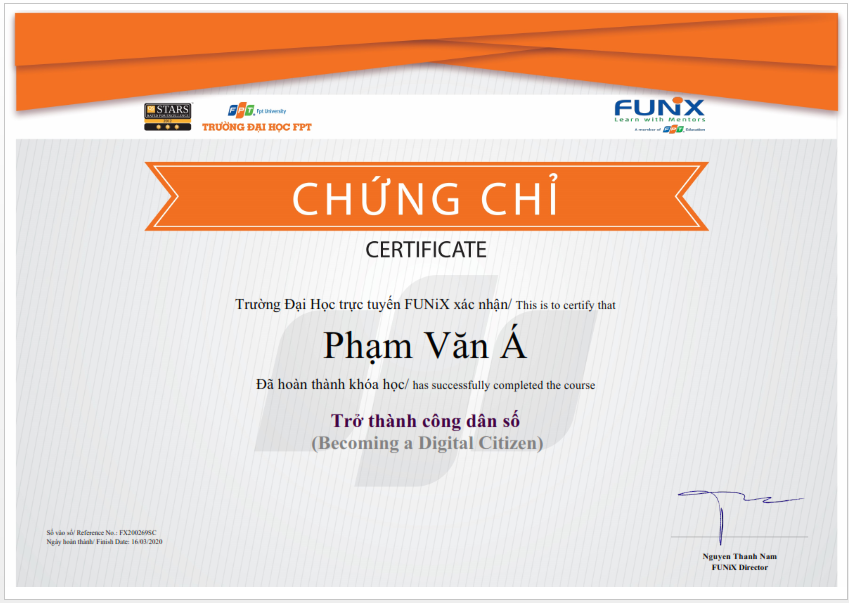 STARS
FPT Fpt University
TRƯỜNG ĐẠI HỌC FPT
FUNiX
Learn with Mentors
A member of FPT Education
CHỨNG CHỈ
CERTIFICATE
Trường Đại Học trực tuyến FUNiX xác nhận/ This is to certify that
Phạm Văn Á
Đã hoàn thành khóa học/ has successfully completed the course
Trở thành công dân số
(Becoming a Digital Citizen)
Số vào sổ/ Reference No.: FX200269SC
Ngày hoàn thành/ Finish Date: 16/03/2020
Nguyen Thanh Nam
FUNiX Director